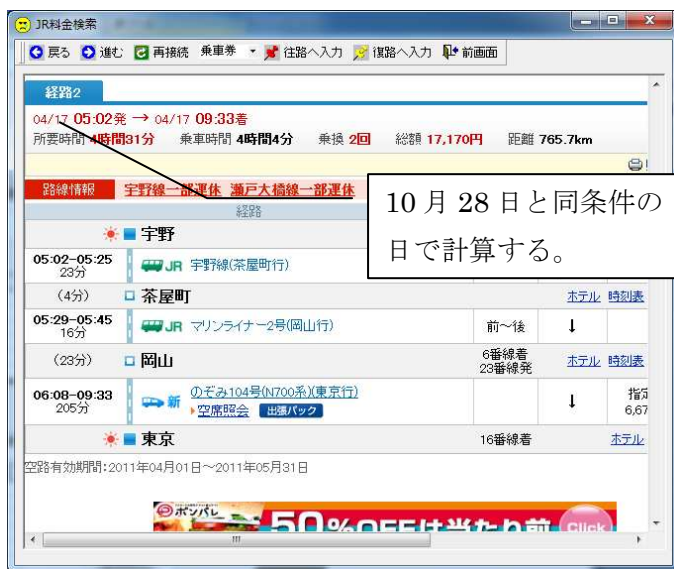 JR料金検索
戻る 進む 再接続 乗車券 往路へ入力 復路へ入力 前画面
経路2
04/17 05:02発 → 04/17 09:33着
所要時間 4時間31分 乗車時間 4時間4分 乗換 2回 総額 17,170円 距離 765.7km
路線情報 宇野線一部運休 瀬戸大橋線一部運休
経路
10月28日と同条件の
日で計算する。
宇野
05:02-05:25
23分
JR 宇野線(茶屋町行)
(4分) 茶屋町 ホテル 時刻表
05:29-05:45
16分
JR マリンライナー2号(岡山行) 前～後 ↓
(23分) 岡山 6番線着
23番線発 ホテル 時刻表
06:08-09:33
205分
新 のぞみ104号(N700系)(東京行)
空席照会 出張パック
↓ 指定
6,67
東京 16番線着 ホテル
空路有効期間:2011年04月01日～2011年05月31日
ポンパレ
50%OFFは当たり前 Click